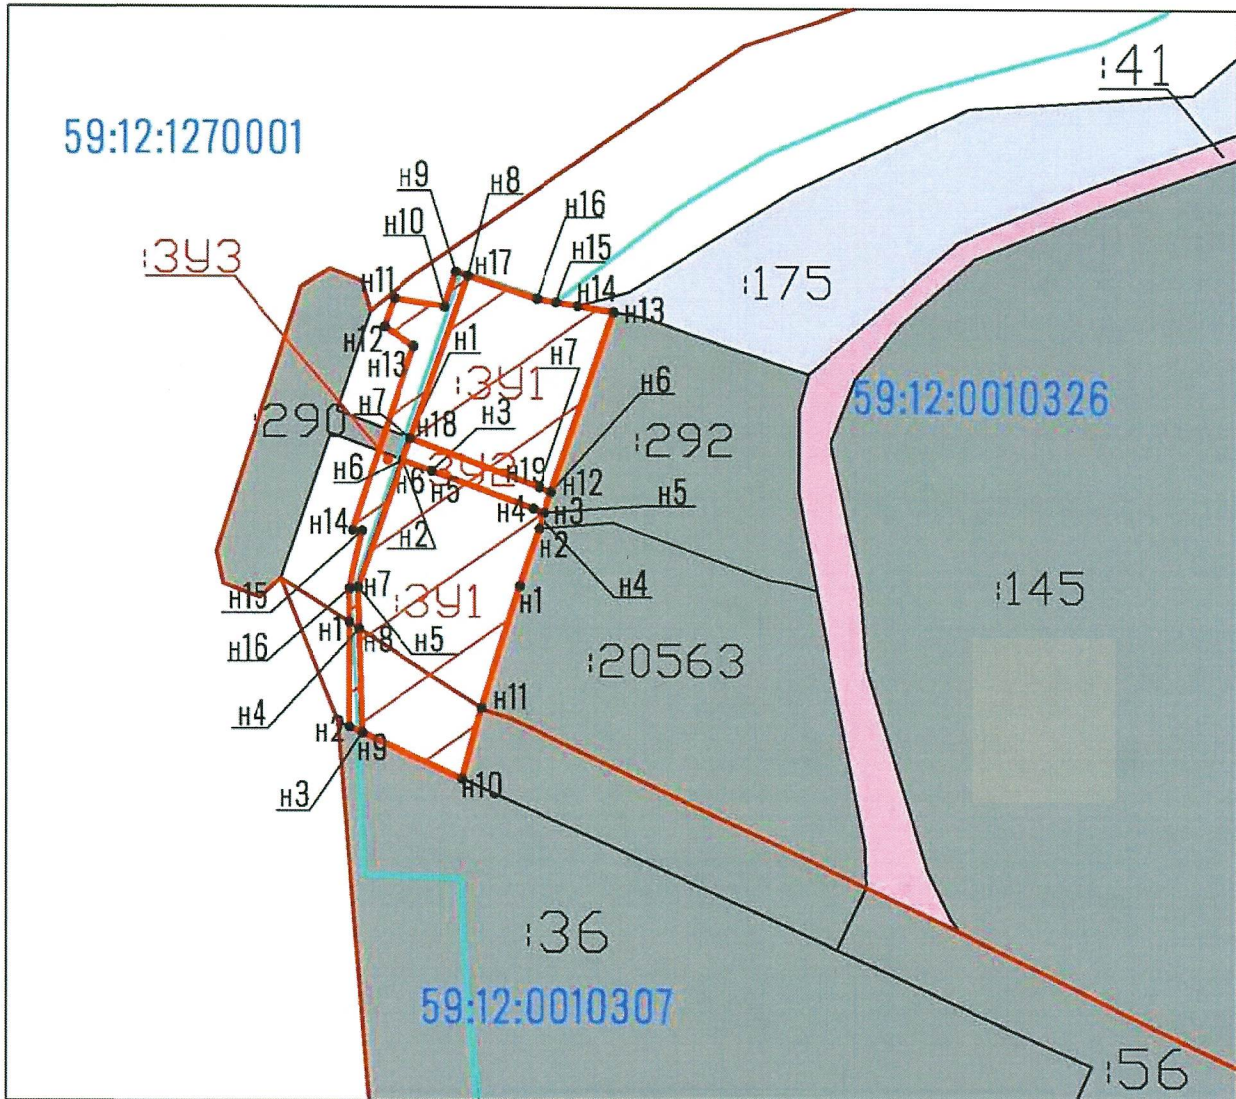 :41
59:12:1270001
н9
н8
н10
н16
:ЗУ3
н17
н15
н11
н14
:175
н13
н12
н1
н13
н7
:ЗУ1
н6
н7
н3
59:12:0010326
:290
н18
:292
н6
:ЗУ2
н19
н12
н6
н5
н4
н3
н5
н14
н2
н2
н4
н15
н7
:ЗУ1
н1
:145
н16
н1
н8
н5
:20563
н4
н11
н2
н9
н3
н10
:36
59:12:0010307
:56